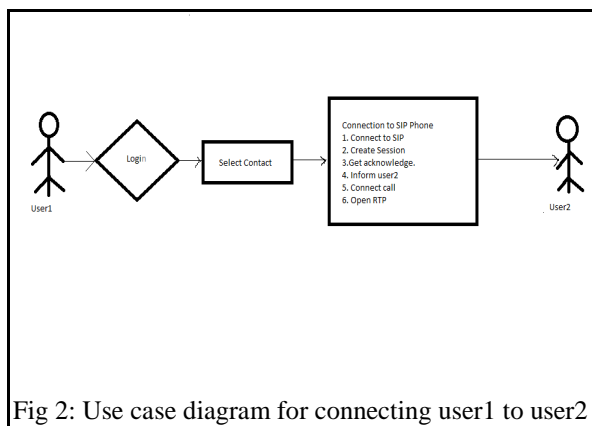 User1
Login
Select Contact
Connection to SIP Phone
1. Connect to SIP
2. Create Session
3.Get acknowledge.
4. Inform user2
5. Connect call
6. Open RTP
User2
Fig 2: Use case diagram for connecting user1 to user2